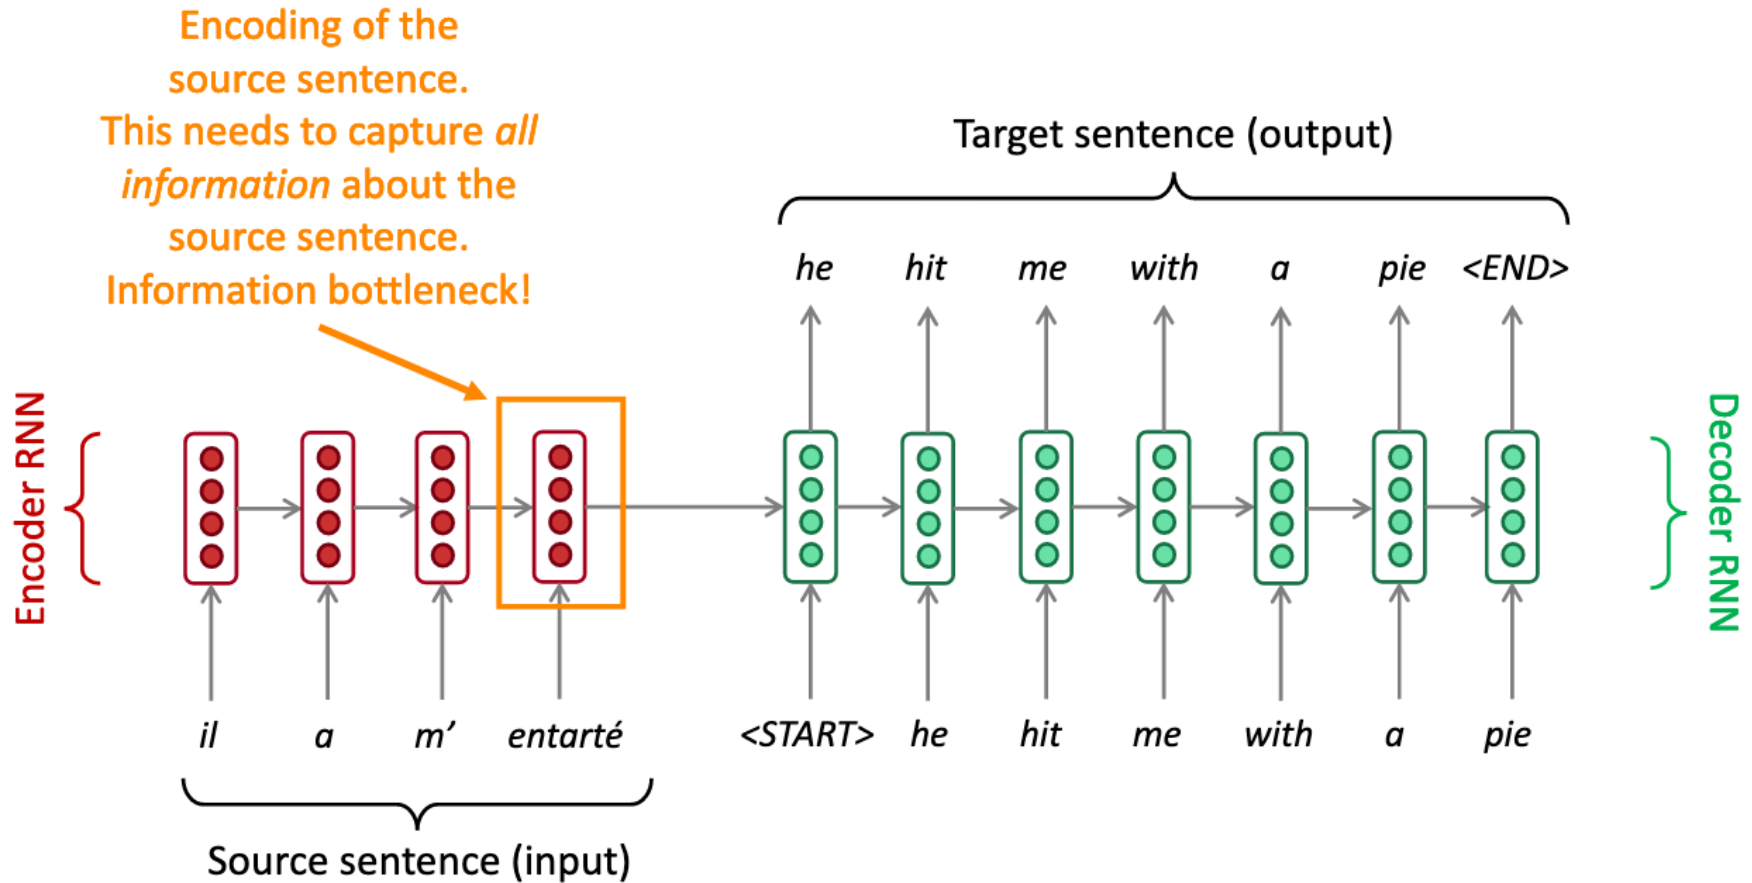 Encoding of the
source sentence.
This needs to capture all
information about the
source sentence.
Information bottleneck!
Target sentence (output)
he hit me with a pie <END>
Encoder RNN
Decoder RNN
il a m’ entarté
<START> he hit me with a pie
Source sentence (input)